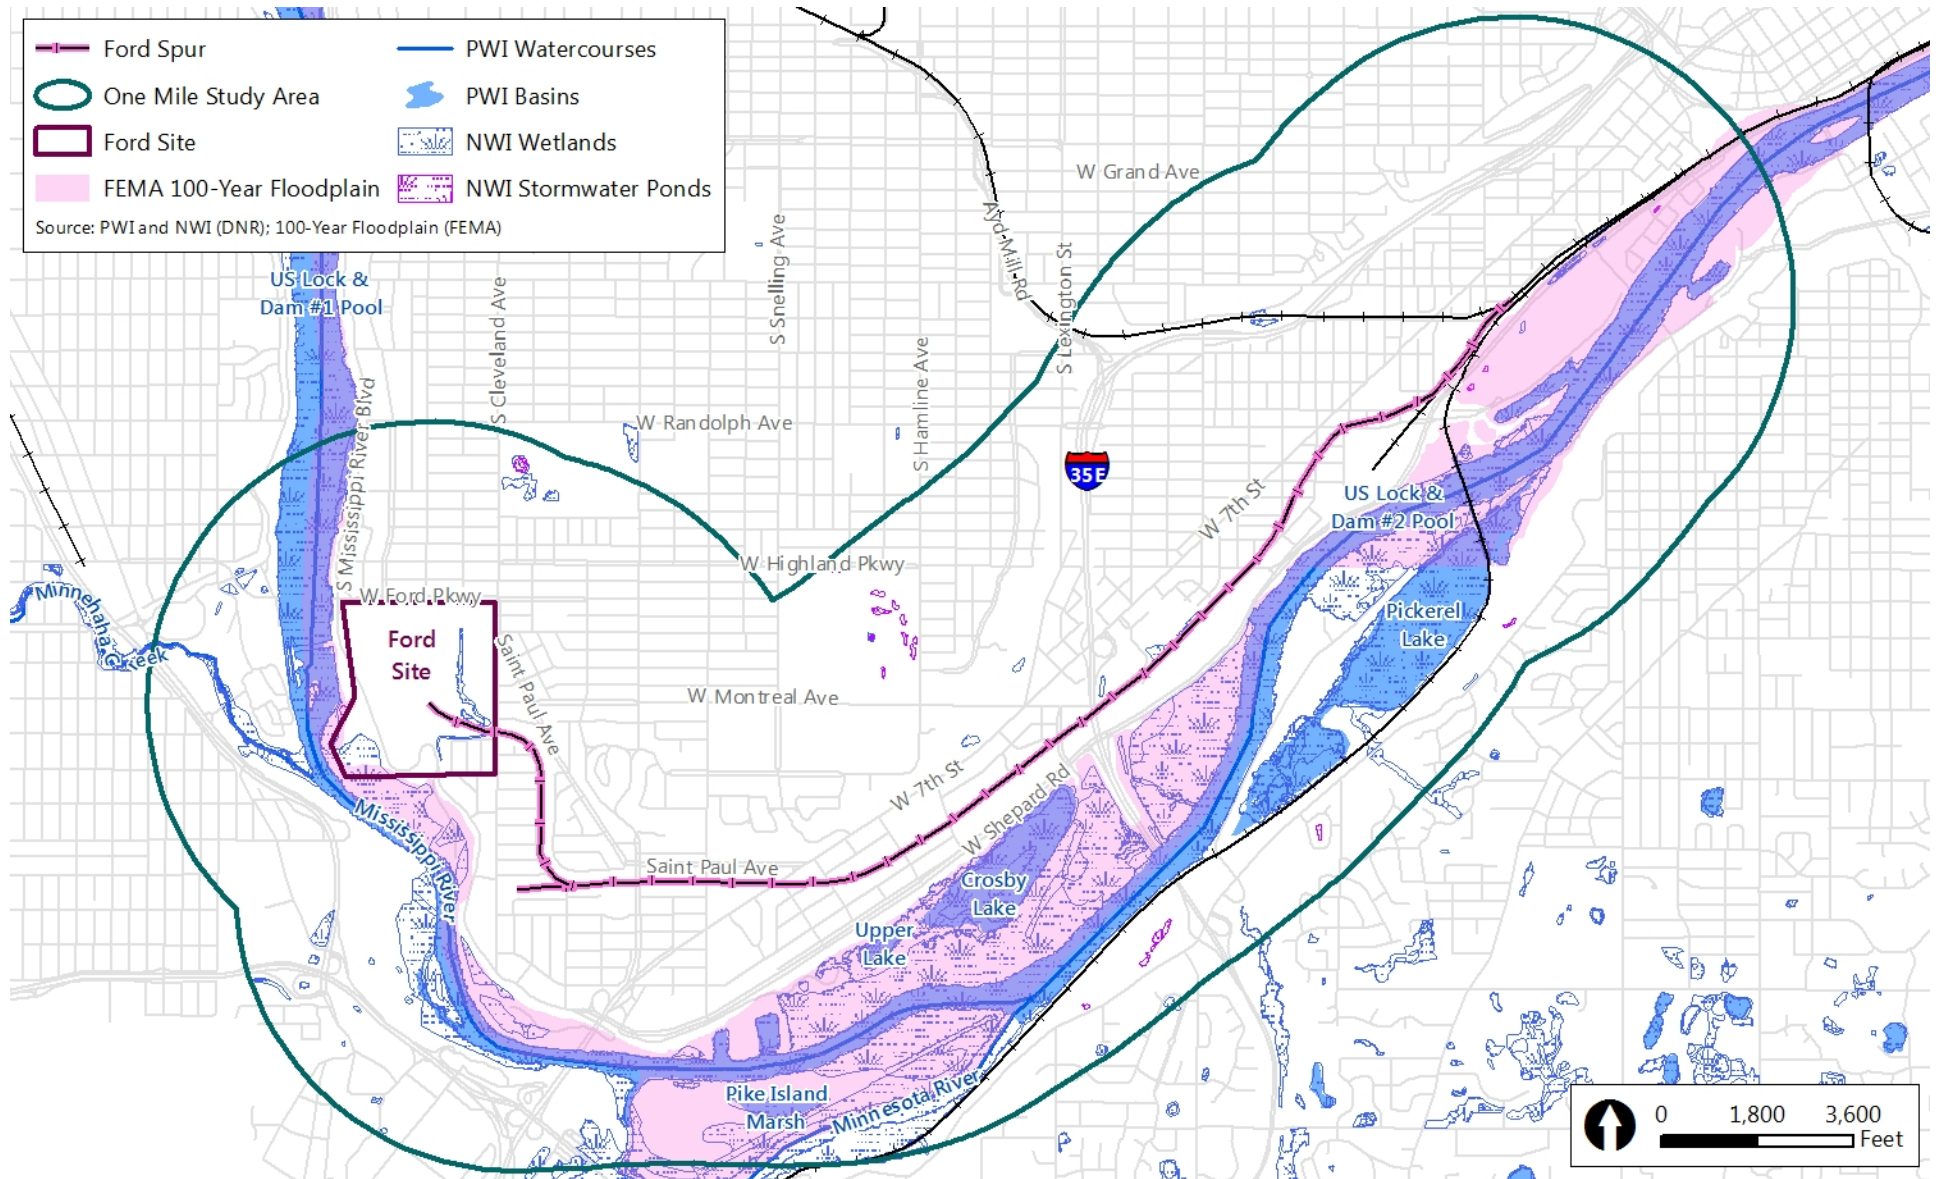 Ford Spur
One Mile Study Area
Ford Site
FEMA 100-Year Floodplain
PWI Watercourses
PWI Basins
NWI Wetlands
NWI Stormwater Ponds
Source: PWI and NWI (DNR); 100-Year Floodplain (FEMA)
US Lock &
Dam #1 Pool
S Mississippi River Blvd
S Cleveland Ave
S Snelling Ave
S Hamline Ave
Ayd Mill Rd
S Lexington St
W Grand Ave
W Randolph Ave
35E
W 7th St
US Lock &
Dam #2 Pool
W Highland Pkwy
W Ford Pkwy
Minnehaha Creek
Ford
Site
Saint Paul Ave
Pickerel
Lake
W Montreal Ave
W 7th St
W Shepard Rd
Mississippi River
Saint Paul Ave
Crosby
Lake
Upper
Lake
Pike Island
Marsh
Minnesota River
0 1,800 3,600
Feet